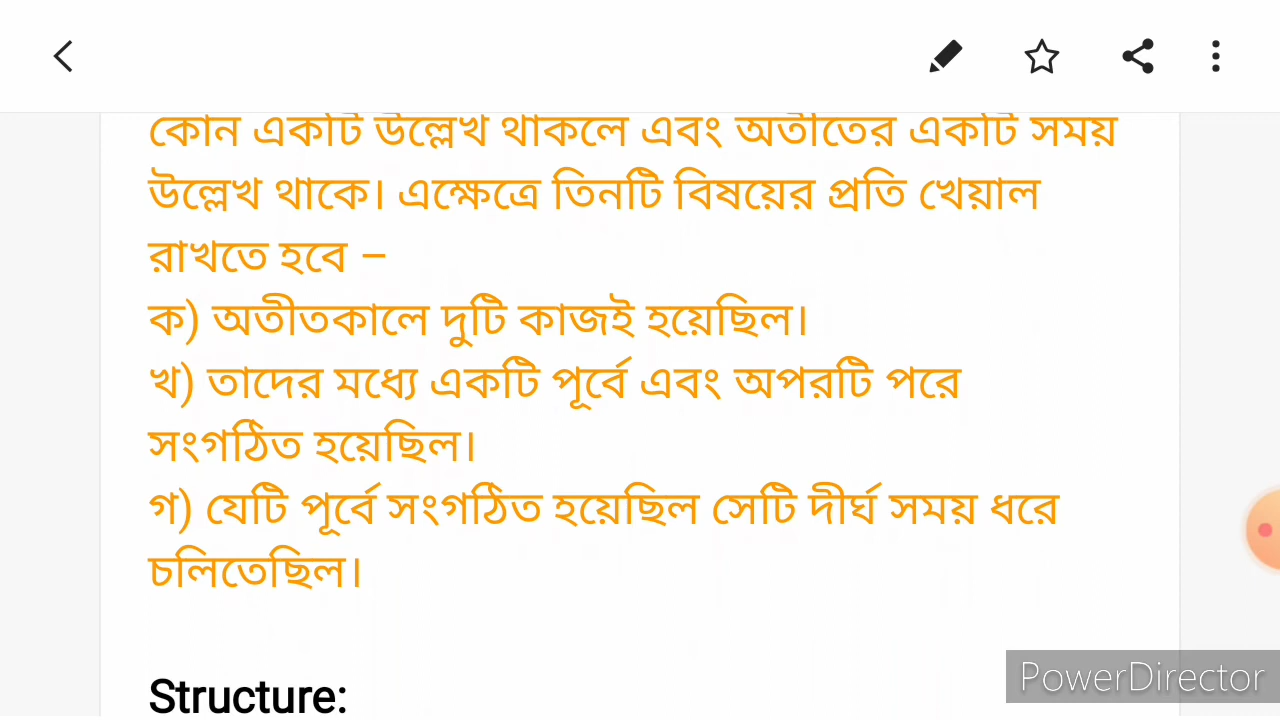 কোন একটি উল্লেখ থাকলে এবং অতীতের একটি সময়
উল্লেখ থাকে। এক্ষেত্রে তিনটি বিষয়ের প্রতি খেয়াল
রাখতে হবে –
ক) অতীতকালে দুটি কাজই হয়েছিল।
খ) তাদের মধ্যে একটি পূর্বে এবং অপরটি পরে
সংগঠিত হয়েছিল।
গ) যেটি পূর্বে সংগঠিত হয়েছিল সেটি দীর্ঘ সময় ধরে
চলিতেছিল।
Structure:
PowerDirector